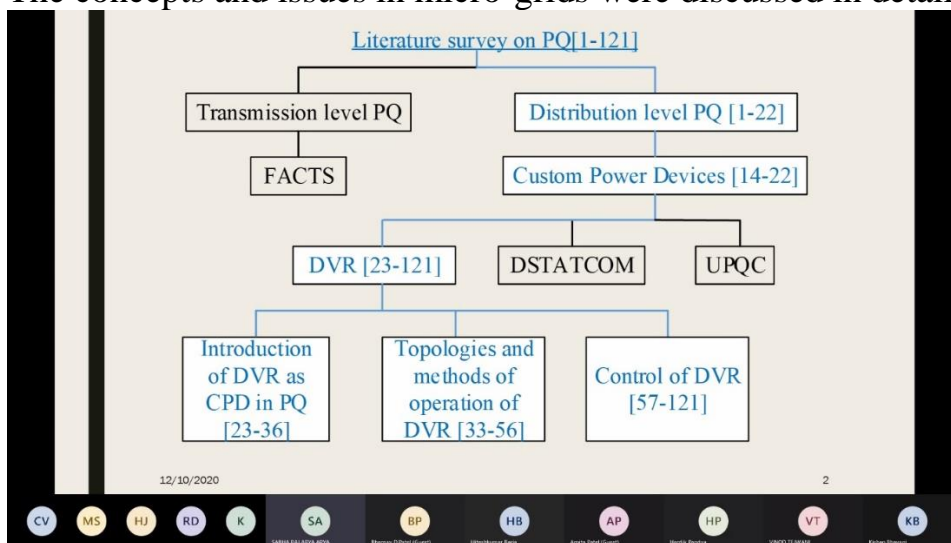 The concepts and issues in micro-grids were discussed in detail
Literature survey on PQ[1-121]
Transmission level PQ
Distribution level PQ [1-22]
FACTS
Custom Power Devices [14-22]
DVR [23-121]
DSTATCOM
UPQC
Introduction
of DVR as
CPD in PQ
[23-36]
Topologies and
methods of
operation of
DVR [33-56]
Control of DVR
[57-121]
12/10/2020
2
CV
MS
HJ
RD
K
SA
BP
HB
AP
HP
VT
KB